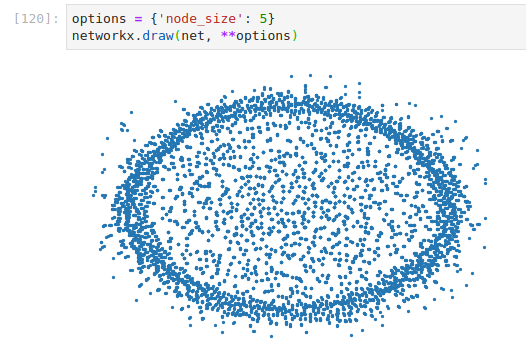 [120]: options = {'node_size': 5}
networkx.draw(net, **options)